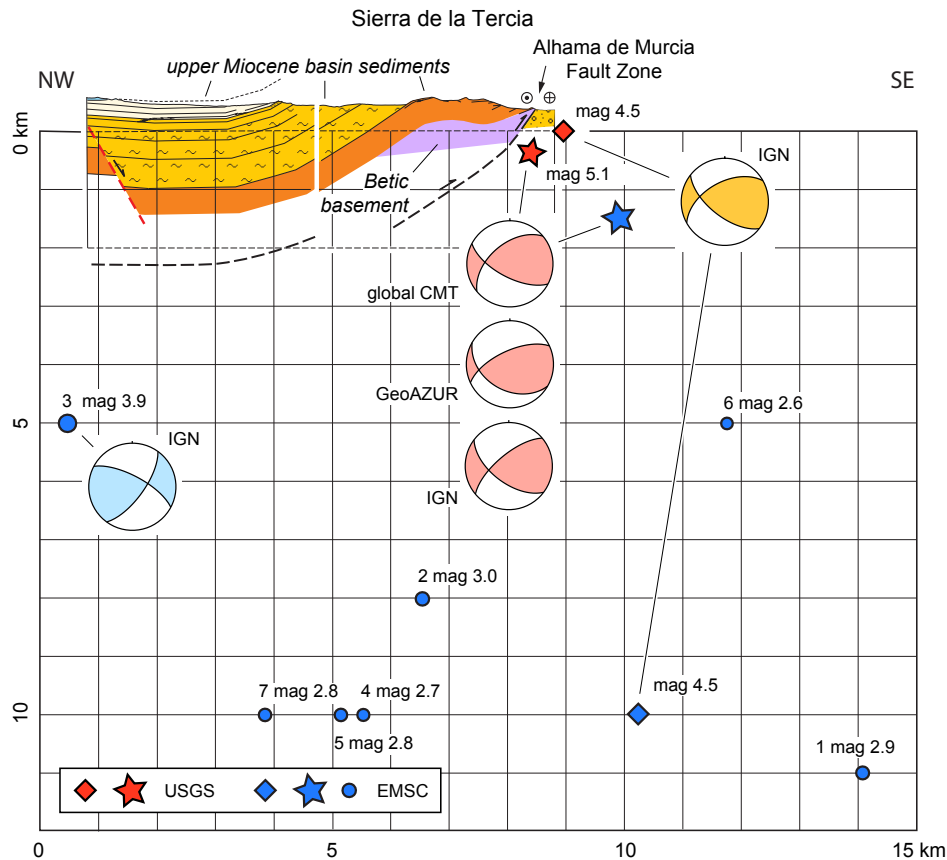 Sierra de la Tercia
Alhama de Murcia
Fault Zone
NW
upper Miocene basin sediments
SE
mag 4.5
0 km
IGN
mag 5.1
Betic
basement
global CMT
GeoAZUR
3 mag 3.9
6 mag 2.6
5
IGN
IGN
2 mag 3.0
mag 4.5
7 mag 2.8
4 mag 2.7
10
5 mag 2.8
1 mag 2.9
USGS
EMSC
0
5
10
15 km